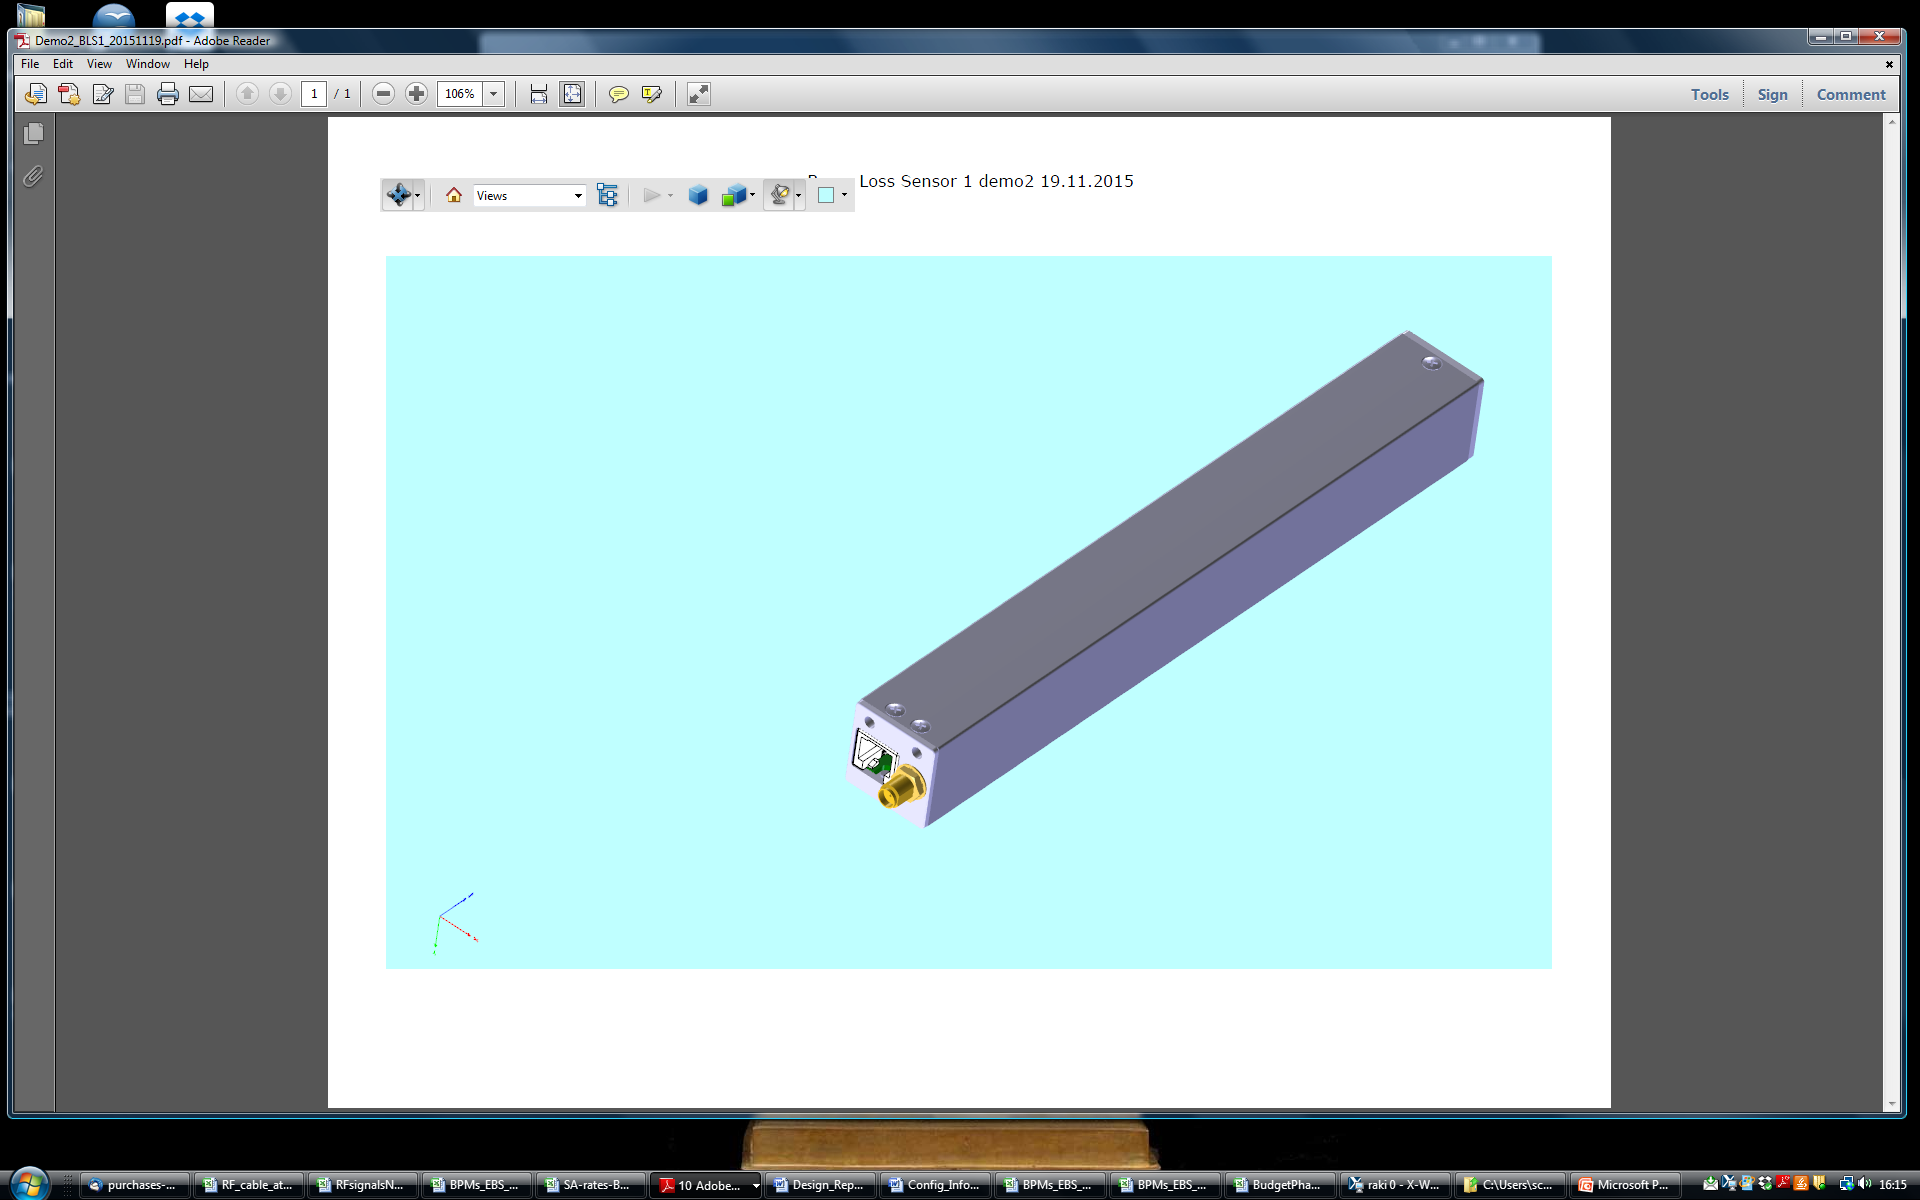 Demo2_BLS1_20151119.pdf - Adobe Reader
File Edit View Window Help
1 / 1 106% Tools Sign Comment
Loss Sensor 1 demo2 19.11.2015
Views
purchases-... RF_cable_at... RFsignalsN... BPMs_EBS_... SA-rates-B... 10 Adobe... Design_Rep... Config_Info... BPMs_EBS_... BPMs_EBS_... BudgetPha... raki 0 - X-W... C:\Users\sc... Microsoft P... 16:15